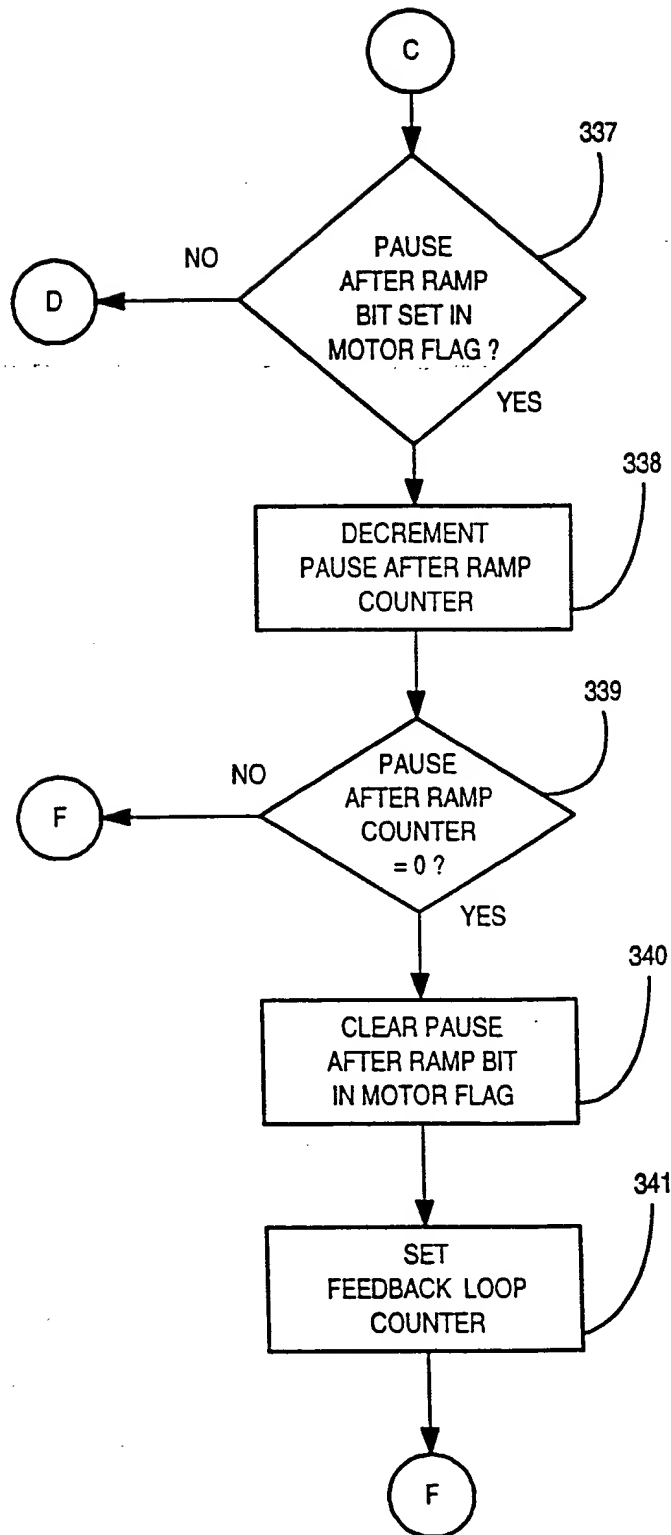 C
337
PAUSE
AFTER RAMP
BIT SET IN
MOTOR FLAG ?
NO
D
YES
338
DECREMENT
PAUSE AFTER RAMP
COUNTER
339
PAUSE
AFTER RAMP
COUNTER
= 0 ?
NO
F
YES
340
CLEAR PAUSE
AFTER RAMP BIT
IN MOTOR FLAG
341
SET
FEEDBACK LOOP
COUNTER
F